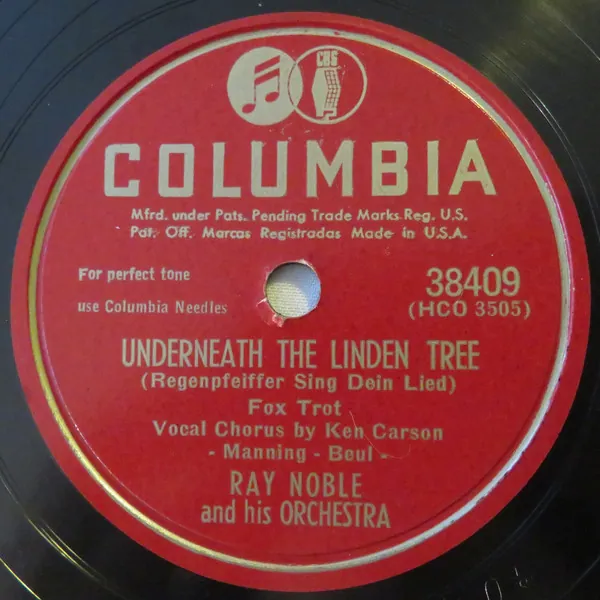 CBS
COLUMBIA
Mfrd. under Pats. Pending Trade Marks Reg. U.S.
Pat. Off. Marcas Registradas Made in U.S.A.
For perfect tone
use Columbia Needles
38409
(HCO 3505)
UNDERNEATH THE LINDEN TREE
(Regenpfeiffer Sing Dein Lied)
Fox Trot
Vocal Chorus by Ken Carson
- Manning - Beul -
RAY NOBLE
and his ORCHESTRA